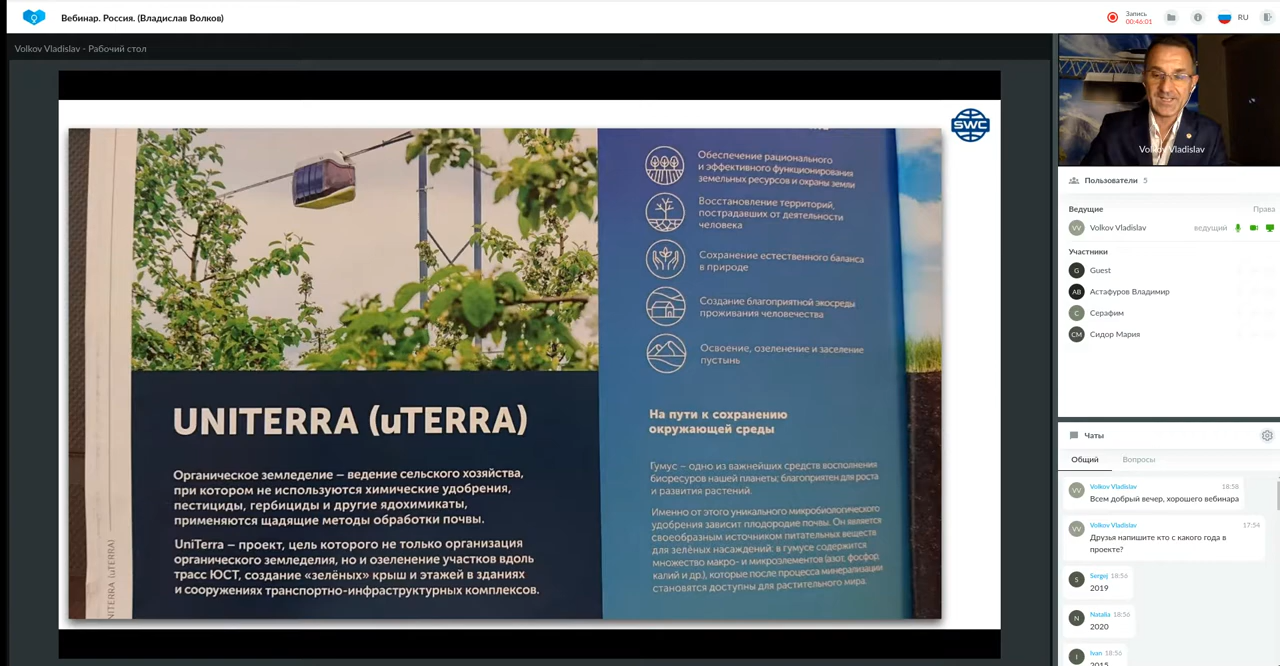 Вебинар. Россия. (Владислав Волков)
Запись
00:46:01
RU
Volkov Vladislav - Рабочий стол
SWC
Обеспечение рационального
и эффективного функционирования
земельных ресурсов и охраны земли
Восстановление территорий,
пострадавших от деятельности
человека
Сохранение естественного баланса
в природе
Создание благоприятной экосреды
проживания человечества
Освоение, озеленение и заселение
пустынь
UNITERRA (uTERRA)
Органическое земледелие – ведение сельского хозяйства,
при котором не используются химические удобрения,
пестициды, гербициды и другие ядохимикаты,
применяются щадящие методы обработки почвы.
UniTerra – проект, цель которого не только организация
органического земледелия, но и озеленение участков вдоль
трасс ЮСТ, создание «зелёных» крыш и этажей в зданиях
и сооружениях транспортно-инфраструктурных комплексов.
NITERRA (uTERRA)
На пути к сохранению
окружающей среды
Гумус – одно из важнейших средств восполнения
биоресурсов нашей планеты; благоприятен для роста
и развития растений.
Именно от этого уникального микробиологического
удобрения зависит плодородие почвы. Он является
своеобразным источником питательных веществ
для зелёных насаждений: в гумусе содержится
множество макро- и микроэлементов (азот, фосфор,
калий и др.), которые после процесса минерализации
становятся доступны для растительного мира.
Volkov Vladislav
Пользователи 5
Ведущие Права
VV Volkov Vladislav ведущий
Участники
G Guest
АВ Астафуров Владимир
С Серафим
СМ Сидор Мария
Чаты
Общий Вопросы
VV Volkov Vladislav 18:58
Всем добрый вечер, хорошего вебинара
VV Volkov Vladislav 17:54
Друзья напишите кто с какого года в
проекте?
S Sergej 18:56
2019
N Natalia 18:56
2020
I Ivan 18:56
2015